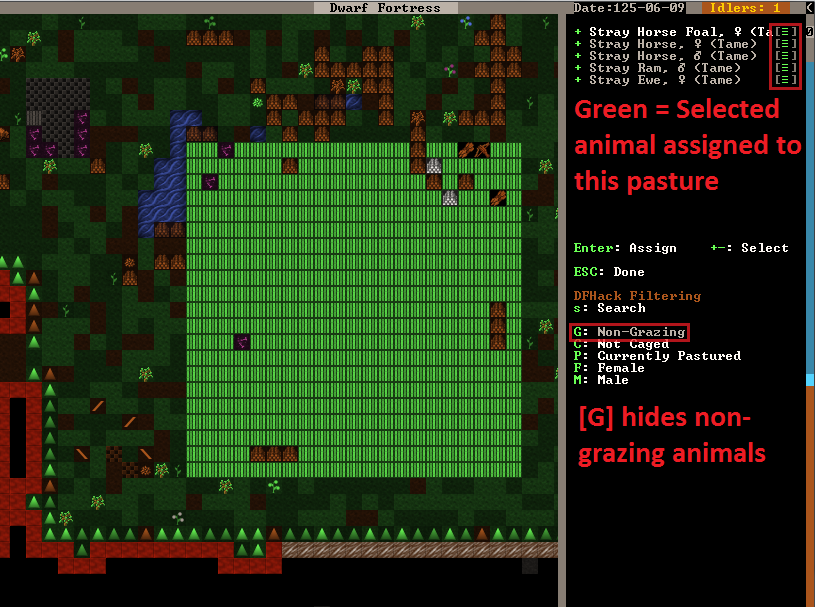 Dwarf Fortress
Date:125-06-09 Idlers: 1
+ Stray Horse Foal, ♀ (Ta [≡]
+ Stray Horse, ♀ (Tame) [≡]
+ Stray Horse, ♂ (Tame) [≡]
+ Stray Ram, ♂ (Tame) [≡]
+ Stray Ewe, ♀ (Tame) [≡]
Green = Selected
animal assigned to
this pasture
Enter: Assign +-: Select
ESC: Done
DFHack Filtering
s: Search
G: Non-Grazing
C: Not Caged
P: Currently Pastured
F: Female
M: Male
[G] hides non-
grazing animals